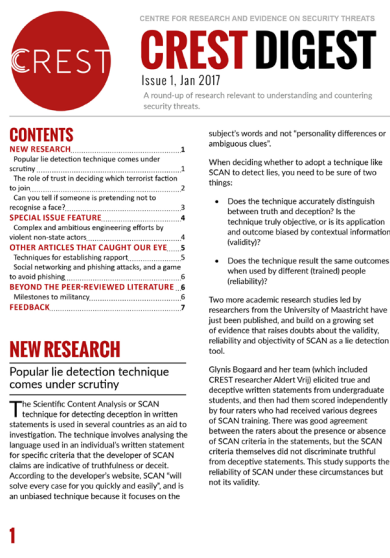 CENTRE FOR RESEARCH AND EVIDENCE ON SECURITY THREATS
CREST
CREST DIGEST
Issue 1, Jan 2017
A round-up of research relevant to understanding and countering
security threats.
CONTENTS
NEW RESEARCH 1
Popular lie detection technique comes under
scrutiny 1
The role of trust in deciding which terrorist faction
to join 2
Can you tell if someone is pretending not to
recognise a face? 3
SPECIAL ISSUE FEATURE 4
Complex and ambitious engineering efforts by
violent non-state actors 4
OTHER ARTICLES THAT CAUGHT OUR EYE 5
Techniques for establishing rapport 5
Social networking and phishing attacks, and a game
to avoid phishing 6
BEYOND THE PEER-REVIEWED LITERATURE 6
Milestones to militancy 6
FEEDBACK 7
NEW RESEARCH
Popular lie detection technique
comes under scrutiny
The Scientific Content Analysis or SCAN
technique for detecting deception in written
statements is used in several countries as an aid to
investigation. The technique involves analysing the
language used in an individual's written statement
for specific criteria that the developer of SCAN
claims are indicative of truthfulness or deceit.
According to the developer's website, SCAN "will
solve every case for you quickly and easily", and is
an unbiased technique because it focuses on the
subject's words and not "personality differences or
ambiguous clues".
When deciding whether to adopt a technique like
SCAN to detect lies, you need to be sure of two
things:
• Does the technique accurately distinguish
between truth and deception? Is the
technique truly objective, or is its application
and outcome biased by contextual information
(validity)?
• Does the technique result the same outcomes
when used by different (trained) people
(reliability)?
Two more academic research studies led by
researchers from the University of Maastricht have
just been published, and build on a growing set
of evidence that raises doubts about the validity,
reliability and objectivity of SCAN as a lie detection
tool.
Glynis Bogaard and her team (which included
CREST researcher Aldert Vrij) elicited true and
deceptive written statements from undergraduate
students, and then had them scored independently
by four raters who had received various degrees
of SCAN training. There was good agreement
between the raters about the presence or absence
of SCAN criteria in the statements, but the SCAN
criteria themselves did not discriminate truthful
from deceptive statements. This study supports the
reliability of SCAN under these circumstances but
not its validity.
1